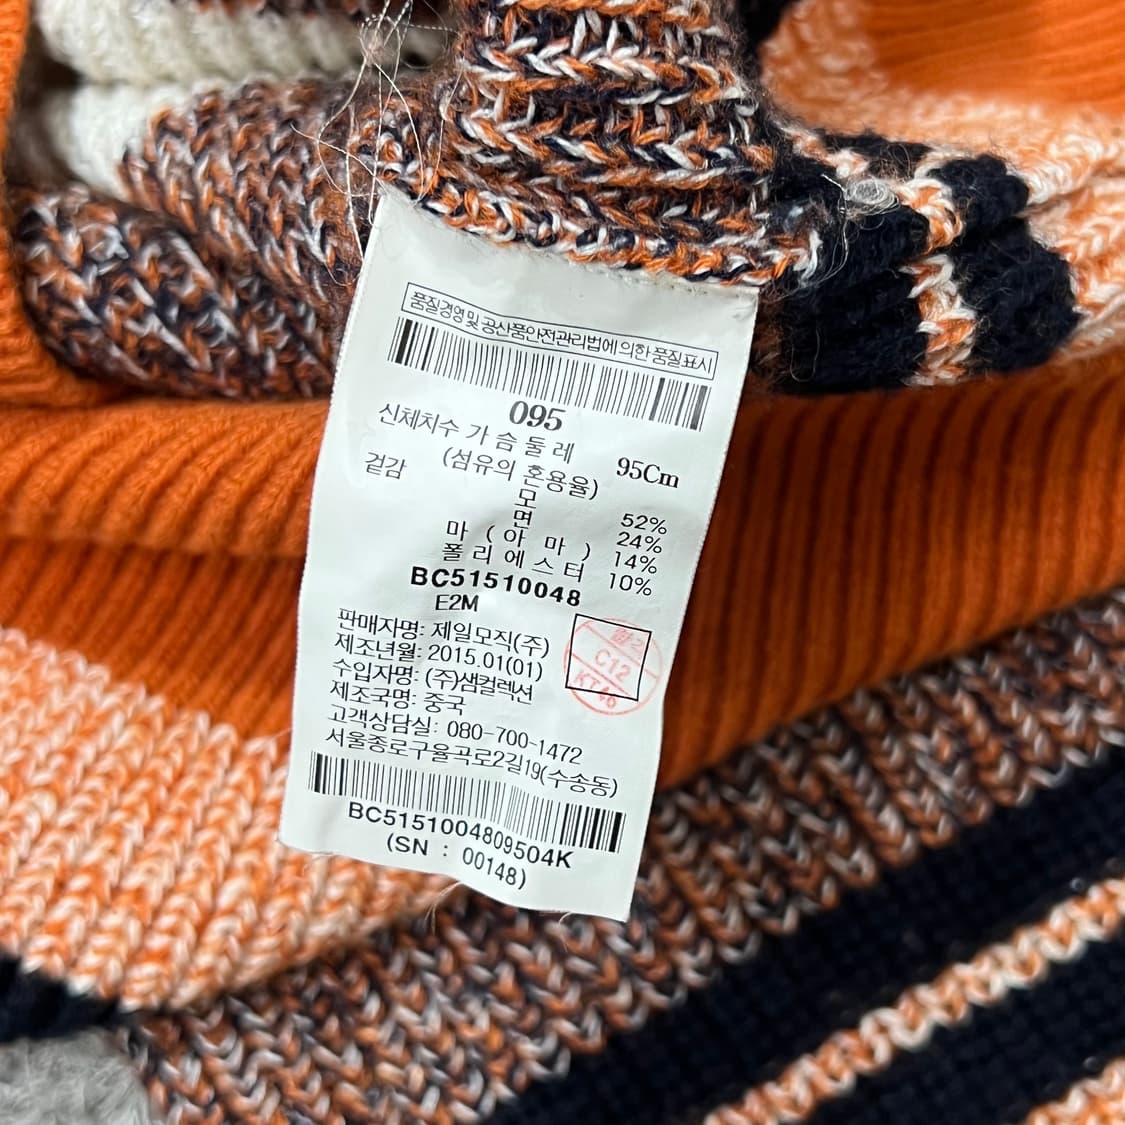 품질경영 및 공산품안전관리법에 의한 품질표시
095
신체치수 가슴둘레 95Cm
(섬유의 혼용율)
겉감
모 52%
면 24%
마 (아마) 14%
폴리에스터 10%
BC51510048
E2M
판매자명: 제일모직(주)
제조년월: 2015.01(01)
수입자명: (주)샘컬렉션
제조국명: 중국
고객상담실: 080-700-1472
서울종로구율곡로2길19(수송동)
C12
BC5151004809504K
(SN : 00148)